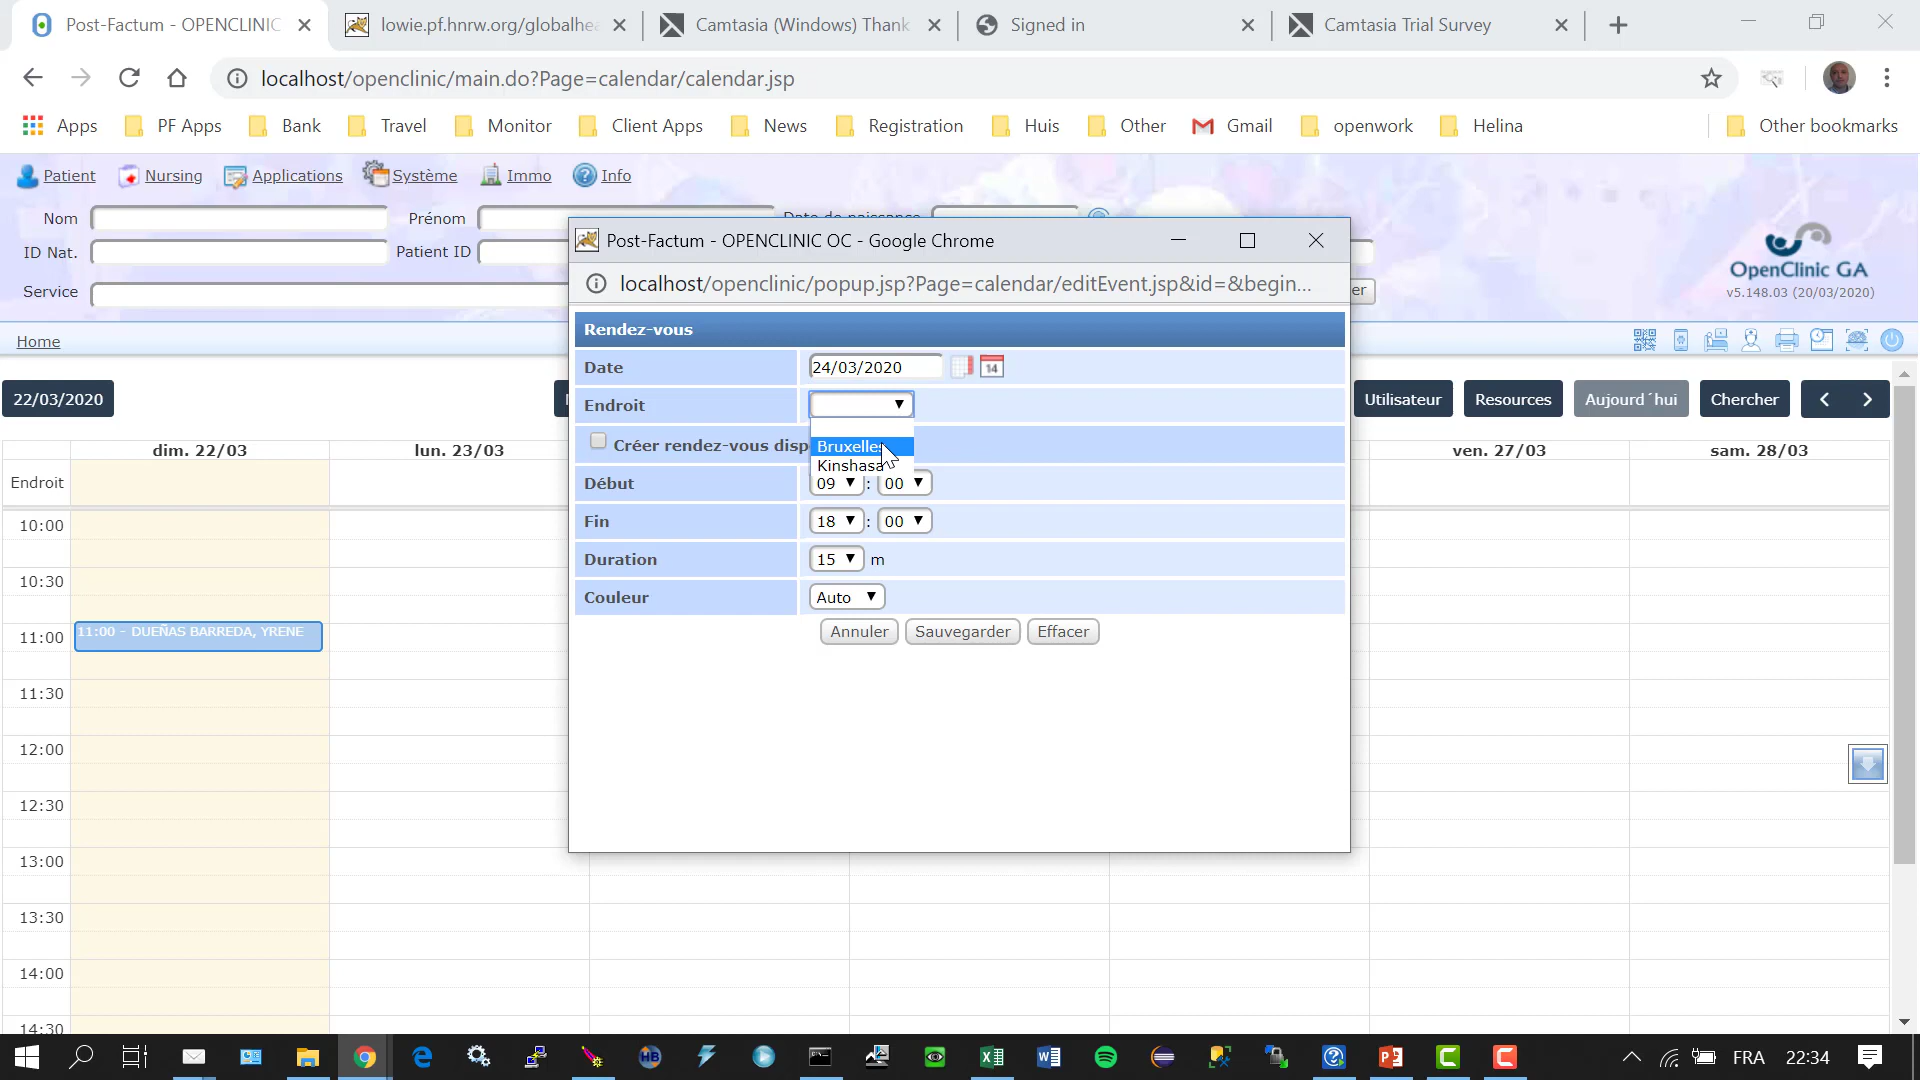 Post-Factum - OPENCLINIC
lowie.pf.hnrw.org/globalhea
Camtasia (Windows) Thank
Signed in
Camtasia Trial Survey
localhost/openclinic/main.do?Page=calendar/calendar.jsp
Apps
PF Apps
Bank
Travel
Monitor
Client Apps
News
Registration
Huis
Other
Gmail
openwork
Helina
Other bookmarks
Patient
Nursing
Applications
Système
Immo
Info
Nom
Prénom
ID Nat.
Patient ID
Service
OpenClinic GA
v5.148.03 (20/03/2020)
Home
22/03/2020
Utilisateur
Resources
Aujourd´hui
Chercher
dim. 22/03
lun. 23/03
ven. 27/03
sam. 28/03
Endroit
10:00
10:30
11:00
11:00 - DUEÑAS BARREDA, YRENE
11:30
12:00
12:30
13:00
13:30
14:00
14:30
Post-Factum - OPENCLINIC OC - Google Chrome
localhost/openclinic/popup.jsp?Page=calendar/editEvent.jsp&id=&begin...
Rendez-vous
Date
24/03/2020
14
Endroit
Créer rendez-vous disp
Bruxelles
Kinshasa
Début
09 : 00
Fin
18 : 00
Duration
15 m
Couleur
Auto
Annuler
Sauvegarder
Effacer
FRA
22:34